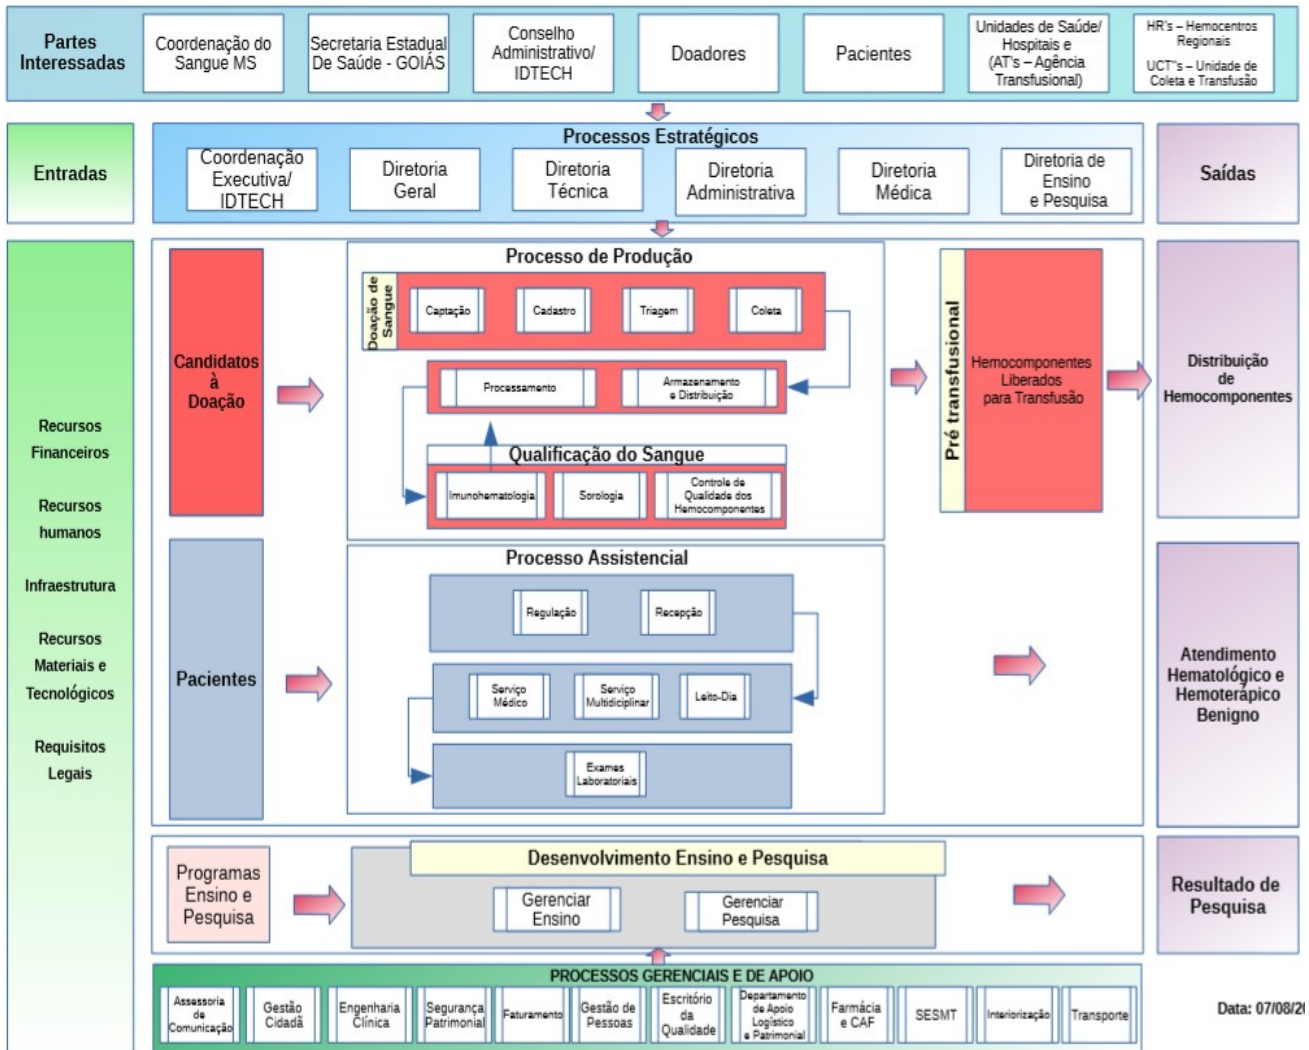 Partes
Interessadas
Coordenação do
Sangue MS
Secretaria Estadual
De Saúde - GOIÁS
Conselho
Administrativo/
IDTECH
Doadores
Pacientes
Unidades de Saúde/
Hospitais e
(AT's – Agência
Transfusional)
HR's – Hemocentros
Regionais
UCT"s – Unidade de
Coleta e Transfusão
Entradas
Processos Estratégicos
Coordenação
Executiva/
IDTECH
Diretoria
Geral
Diretoria
Técnica
Diretoria
Administrativa
Diretoria
Médica
Diretoria de
Ensino
e Pesquisa
Saídas
Recursos
Financeiros
Recursos
humanos
Infraestrutura
Recursos
Materiais e
Tecnológicos
Requisitos
Legais
Candidatos
à
Doação
Processo de Produção
Doação de
Sangue
Captação
Cadastro
Triagem
Coleta
Processamento
Armazenamento
e Distribuição
Qualificação do Sangue
Imunohematologia
Sorologia
Controle de
Qualidade dos
Hemocomponentes
Pré transfusional
Hemocomponentes
Liberados
para Transfusão
Distribuição
de
Hemocomponentes
Pacientes
Processo Assistencial
Regulação
Recepção
Serviço
Médico
Serviço
Multidiciplinar
Leito-Dia
Exames
Laboratoriais
Atendimento
Hematológico e
Hemoterápico
Benigno
Programas
Ensino e
Pesquisa
Desenvolvimento Ensino e Pesquisa
Gerenciar
Ensino
Gerenciar
Pesquisa
Resultado de
Pesquisa
PROCESSOS GERENCIAIS E DE APOIO
Assessoria
de
Comunicação
Gestão
Cidadã
Engenharia
Clínica
Segurança
Patrimonial
Faturamento
Gestão de
Pessoas
Escritório
da
Qualidade
Departamento
de Apoio
Logístico
e Patrimonial
Farmácia
e CAF
SESMT
Interiorização
Transporte
Data: 07/08/20